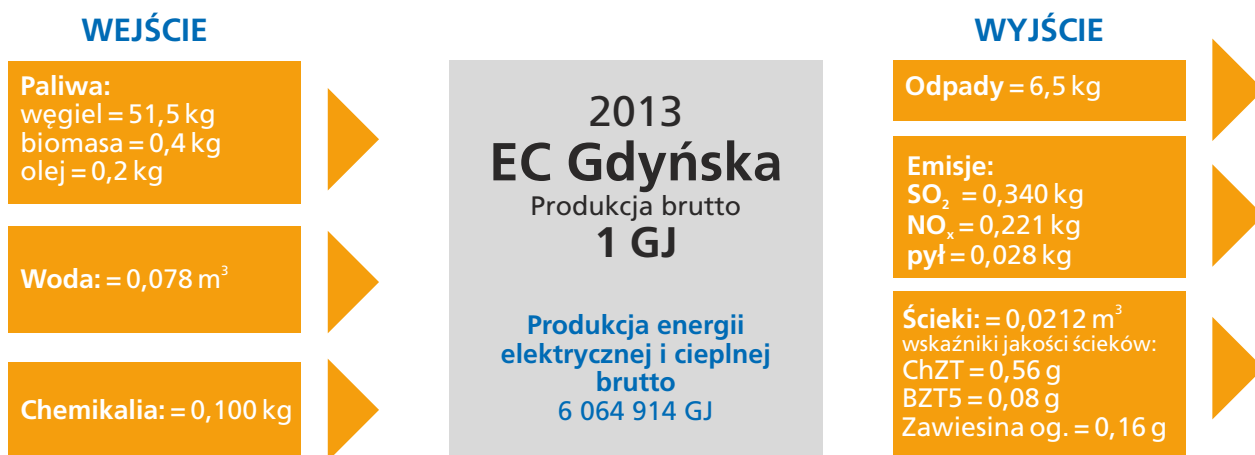 WEJŚCIE
Paliwa:
węgiel = 51,5 kg
biomasa = 0,4 kg
olej = 0,2 kg
Woda: = 0,078 m³
Chemikalia: = 0,100 kg
2013
EC Gdyńska
Produkcja brutto
1 GJ
Produkcja energii
elektrycznej i cieplnej
brutto
6 064 914 GJ
WYJŚCIE
Odpady = 6,5 kg
Emisje:
SO₂ = 0,340 kg
NOₓ = 0,221 kg
pył = 0,028 kg
Ścieki: = 0,0212 m³
wskaźniki jakości ścieków:
ChZT = 0,56 g
BZT5 = 0,08 g
Zawiesina og. = 0,16 g